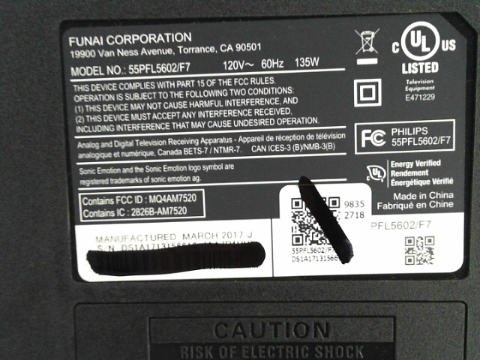 FUNAI CORPORATION
19900 Van Ness Avenue, Torrance, CA 90501
MODEL NO.: 55PFL5602/F7 120V~ 60Hz 135W
THIS DEVICE COMPLIES WITH PART 15 OF THE FCC RULES.
OPERATION IS SUBJECT TO THE FOLLOWING TWO CONDITIONS:
(1) THIS DEVICE MAY NOT CAUSE HARMFUL INTERFERENCE, AND
(2) THIS DEVICE MUST ACCEPT ANY INTERFERENCE RECEIVED,
INCLUDING INTERFERENCE THAT MAY CAUSE UNDESIRED OPERATION.
Analog and Digital Television Receiving Apparatus - Appareil de réception de télévision
analogique et numérique, Canada BETS-7 / NTMR-7. CAN ICES-3 (B)/NMB-3(B)
Sonic Emotion and the Sonic Emotion logo symbol are
registered trademarks of sonic emotion ag.
Contains FCC ID : MQ4AM7520
Contains IC : 2826B-AM7520
C UL US
LISTED
Television
Equipment
E471229
FC PHILIPS
55PFL5602/F7
UL Energy Verified
Rendement
Énergétique Vérifié
Made in China
Fabriqué en China
MANUFACTURED: MARCH 2017 J
S N DS1A1713156
9835
2718
55PFL5602/F7
DS1A1713156
PFL5602/F7
CAUTION
RISK OF ELECTRIC SHOCK